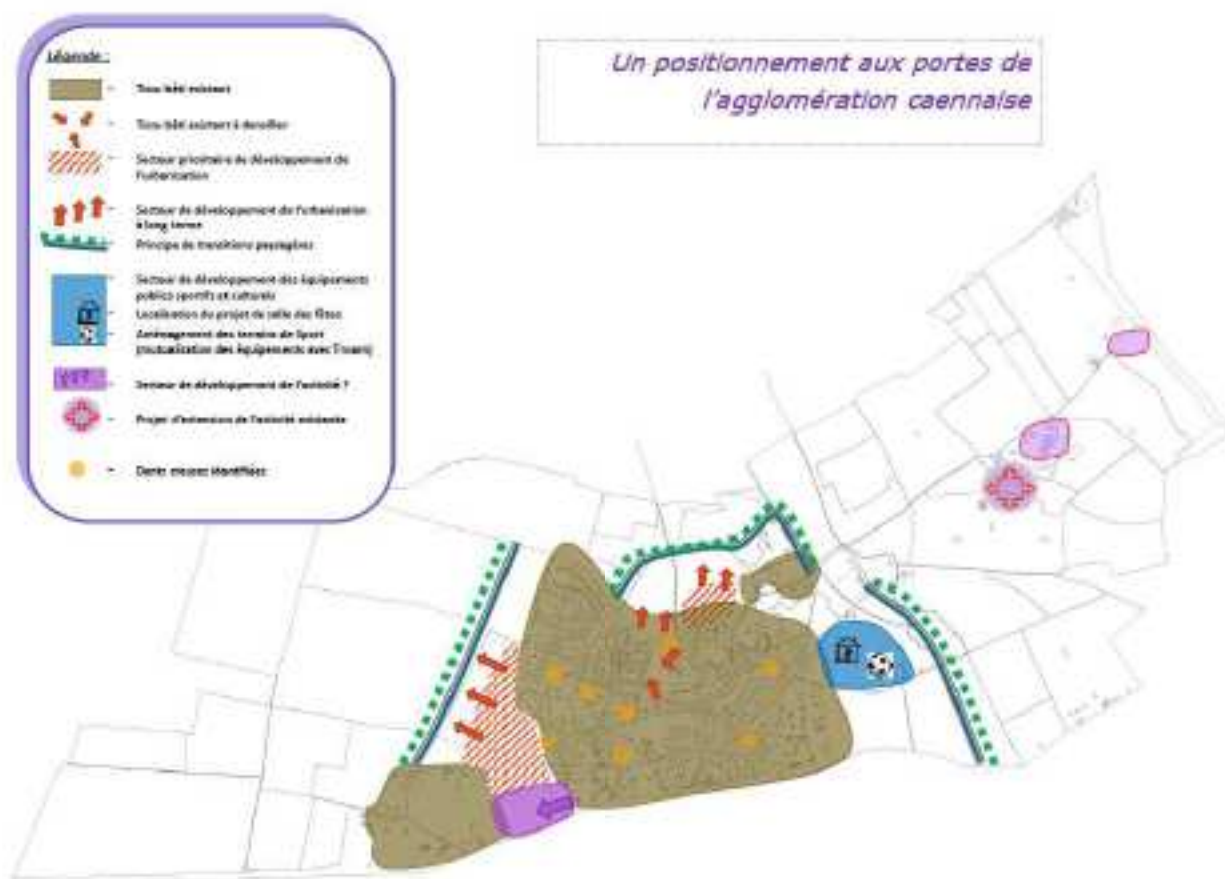 Un positionnement aux portes de
l'agglomération caennaise
Légende :
Tissu bâti existant
Tissu bâti existant à densifier
Secteur prioritaire de développement de
l'urbanisation
Secteur de développement de l'urbanisation
à long terme
Principe de transitions paysagères
Secteur de développement des équipements
publics sportifs et culturels
Localisation du projet de salle des fêtes
Aménagement des terrains de Sport
(mutualisation des équipements avec Troarn)
Secteur de développement de l'activité ?
Projet d'extension de l'activité existante
Dents creuses identifiées